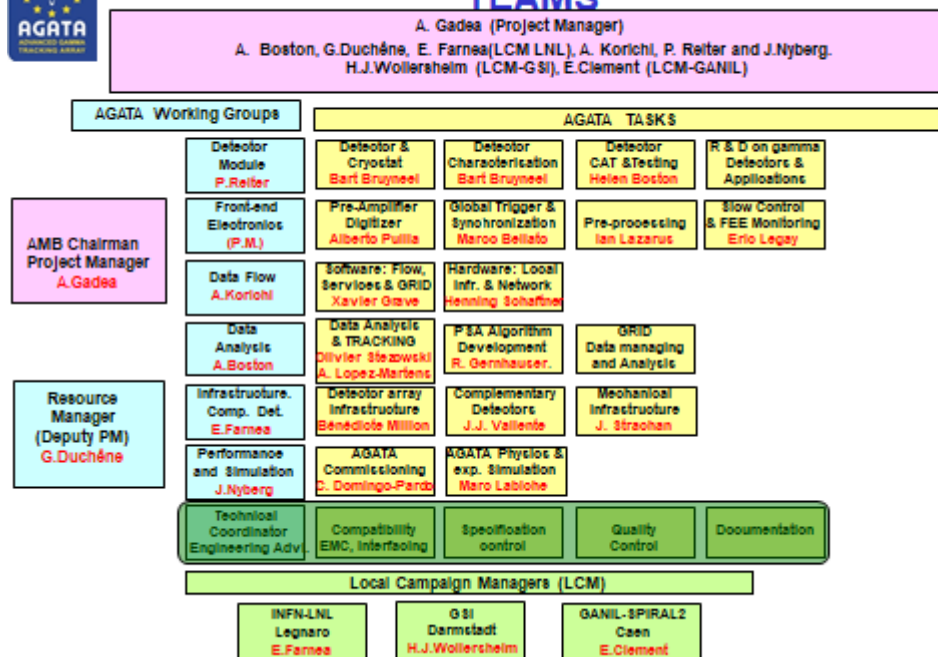 TEAMS
AGATA
ADVANCED GAMMA
TRACKING ARRAY
A. Gadea (Project Manager)
A. Boston, G.Duchêne, E. Farnea(LCM LNL), A. Korichi, P. Reiter and J.Nyberg.
H.J.Wollersheim (LCM-GSI), E.Clement (LCM-GANIL)
AGATA Working Groups
AGATA TASKS
Detector
Module
P.Reiter
Detector &
Cryostat
Bart Bruyneel
Detector
Characterisation
Bart Bruyneel
Detector
CAT &Testing
Helen Boston
R & D on gamma
Detectors &
Applications
AMB Chairman
Project Manager
A.Gadea
Front-end
Electronics
(P.M.)
Pre-Amplifier
Digitizer
Alberto Pullia
Global Trigger &
Synchronization
Marco Bellato
Pre-processing
Ian Lazarus
Slow Control
& FEE Monitoring
Eric Legay
Data Flow
A.Korichi
Software: Flow,
Services & GRID
Xavier Grave
Hardware: Local
Infr. & Network
Henning Schaffner
Data
Analysis
A.Boston
Data Analysis
& TRACKING
Olivier Stezowski
A. Lopez-Martens
PSA Algorithm
Development
R. Gernhauser.
GRID
Data managing
and Analysis
Resource
Manager
(Deputy PM)
G.Duchêne
Infrastructure.
Comp. Det.
E.Farnea
Detector array
Infrastructure
Bénédicte Million
Complementary
Detectors
J.J. Valiente
Mechanical
Infrastructure
J. Strachan
Performance
and Simulation
J.Nyberg
AGATA
Commissioning
C. Domingo-Pardo
AGATA Physics &
exp. Simulation
Marc Labiche
Technical
Coordinator
Engineering Advi.
Compatibility
EMC, Interfacing
Specification
control
Quality
Control
Documentation
Local Campaign Managers (LCM)
INFN-LNL
Legnaro
E.Farnea
GSI
Darmstadt
H.J.Wollersheim
GANIL-SPIRAL2
Caen
E.Clement